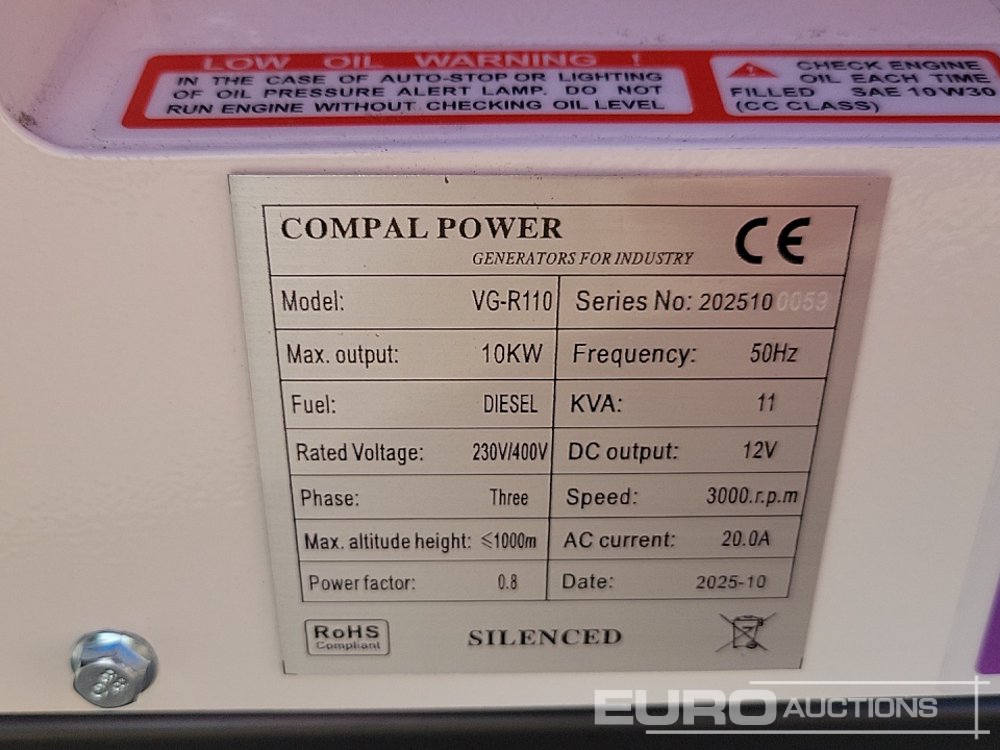 LOW OIL WARNING !
IN THE CASE OF AUTO-STOP OR LIGHTING
OF OIL PRESSURE ALERT LAMP. DO NOT
RUN ENGINE WITHOUT CHECKING OIL LEVEL
CHECK ENGINE
OIL EACH TIME
FILLED SAE 10W30
(CC CLASS)
COMPAL POWER
GENERATORS FOR INDUSTRY
CE
Model: VG-R110 Series No: 2025100053
Max. output: 10KW Frequency: 50Hz
Fuel: DIESEL KVA: 11
Rated Voltage: 230V/400V DC output: 12V
Phase: Three Speed: 3000.r.p.m
Max. altitude height: ≤1000m AC current: 20.0A
Power factor: 0.8 Date: 2025-10
RoHS
Compliant
SILENCED
EURO AUCTIONS